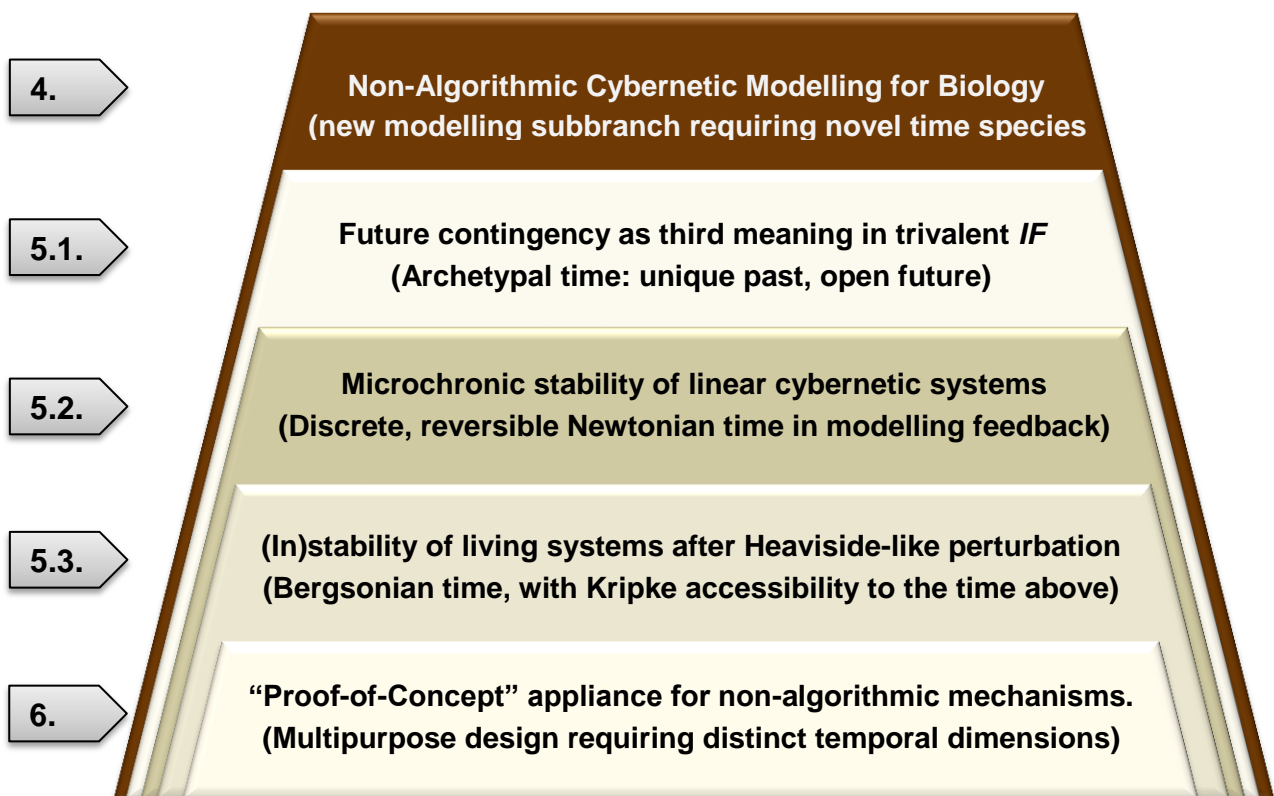 4.
Non-Algorithmic Cybernetic Modelling for Biology
(new modelling subbranch requiring novel time species
5.1.
Future contingency as third meaning in trivalent IF
(Archetypal time: unique past, open future)
5.2.
Microchronic stability of linear cybernetic systems
(Discrete, reversible Newtonian time in modelling feedback)
5.3.
(In)stability of living systems after Heaviside-like perturbation
(Bergsonian time, with Kripke accessibility to the time above)
6.
“Proof-of-Concept” appliance for non-algorithmic mechanisms.
(Multipurpose design requiring distinct temporal dimensions)